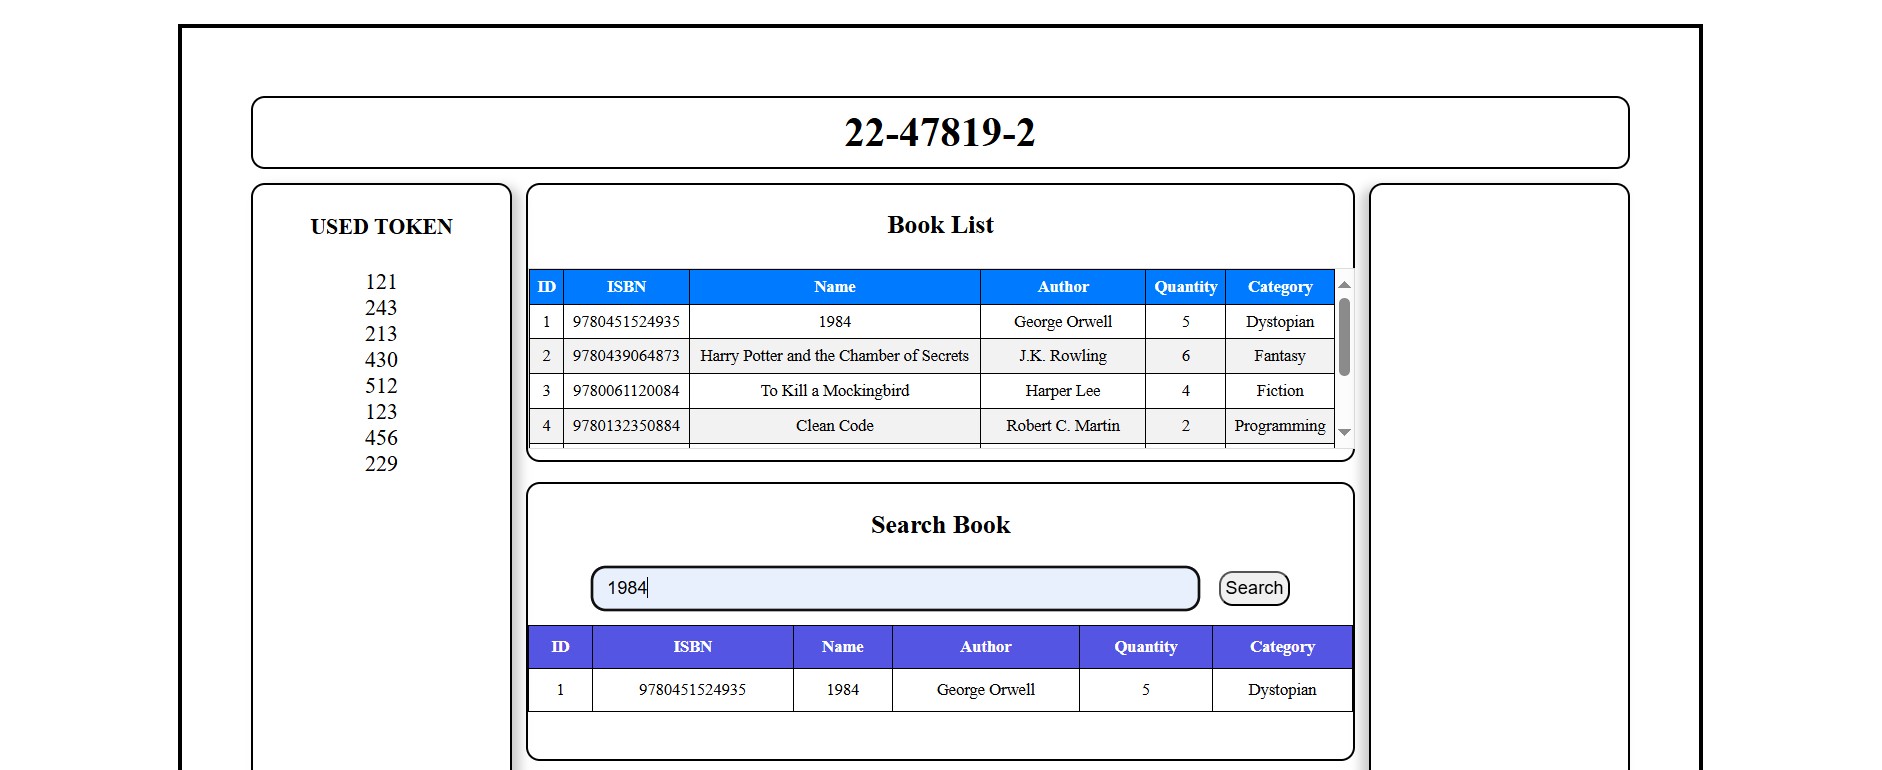 22-47819-2
USED TOKEN
121
243
213
430
512
123
456
229
Book List
ID ISBN Name Author Quantity Category
1 9780451524935 1984 George Orwell 5 Dystopian
2 9780439064873 Harry Potter and the Chamber of Secrets J.K. Rowling 6 Fantasy
3 9780061120084 To Kill a Mockingbird Harper Lee 4 Fiction
4 9780132350884 Clean Code Robert C. Martin 2 Programming
Search Book
1984 Search
ID ISBN Name Author Quantity Category
1 9780451524935 1984 George Orwell 5 Dystopian